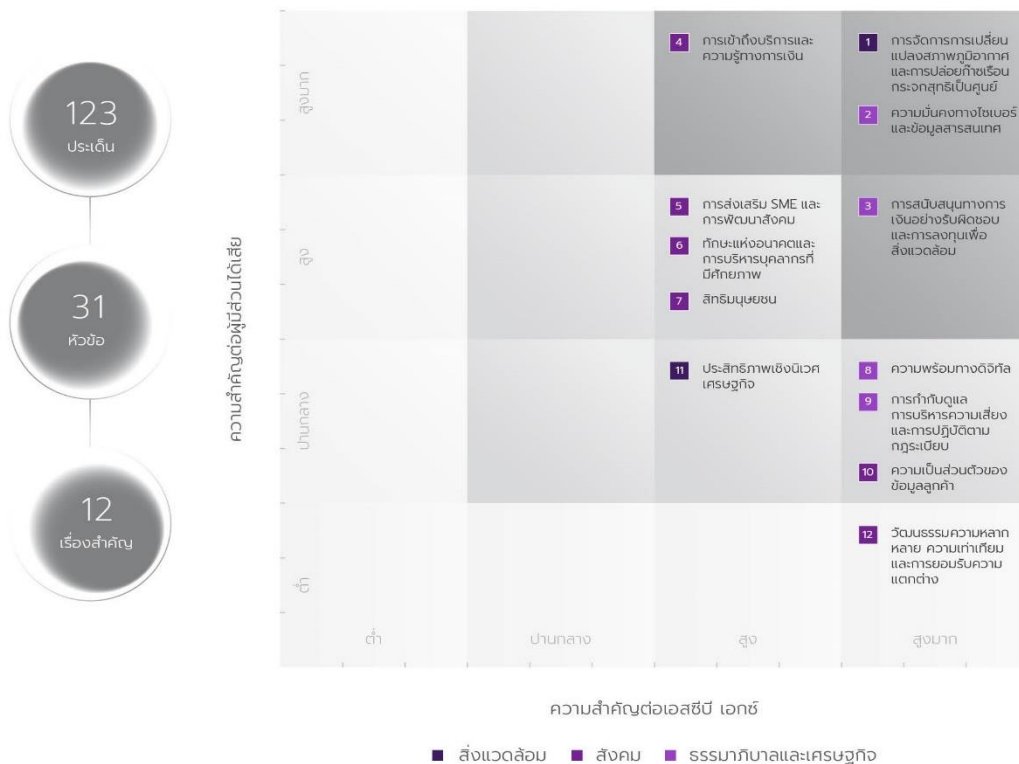 123
ประเด็น
31
หัวข้อ
12
เรื่องสำคัญ
ความสำคัญต่อผู้มีส่วนได้เสีย
สูงมาก
สูง
ปานกลาง
ต่ำ
4 การเข้าถึงบริการและ
ความรู้ทางการเงิน
1 การจัดการการเปลี่ยน
แปลงสภาพภูมิอากาศ
และการปล่อยก๊าซเรือน
กระจกสุทธิเป็นศูนย์
2 ความมั่นคงทางไซเบอร์
และข้อมูลสารสนเทศ
5 การส่งเสริม SME และ
การพัฒนาสังคม
6 ทักษะแห่งอนาคตและ
การบริหารบุคลากรที่
มีศักยภาพ
7 สิทธิมนุษยชน
3 การสนับสนุนทางการ
เงินอย่างรับผิดชอบ
และการลงทุนเพื่อ
สิ่งแวดล้อม
11 ประสิทธิภาพเชิงนิเวศ
เศรษฐกิจ
8 ความพร้อมทางดิจิทัล
9 การกำกับดูแล
การบริหารความเสี่ยง
และการปฏิบัติตาม
กฎระเบียบ
10 ความเป็นส่วนตัวของ
ข้อมูลลูกค้า
12 วัฒนธรรมความหลาก
หลาย ความเท่าเทียม
และการยอมรับความ
แตกต่าง
ต่ำ ปานกลาง สูง สูงมาก
ความสำคัญต่อเอสซีบี เอกซ์
สิ่งแวดล้อม สังคม ธรรมาภิบาลและเศรษฐกิจ